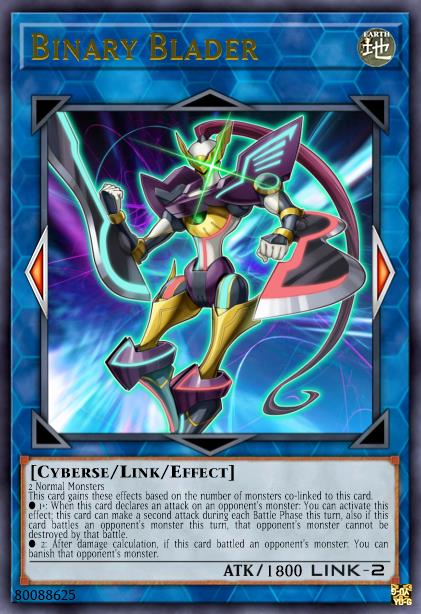 Binary Blader
EARTH
地
[Cyberse/Link/Effect]
2 Normal Monsters
This card gains these effects based on the number of monsters co-linked to this card.
● 1+: When this card declares an attack on an opponent's monster: You can activate this
effect; this card can make a second attack during each Battle Phase this turn, also if this
card battles an opponent's monster this turn, that opponent's monster cannot be
destroyed by that battle.
● 2: After damage calculation, if this card battled an opponent's monster: You can
banish that opponent's monster.
ATK/1800 LINK-2
80088625